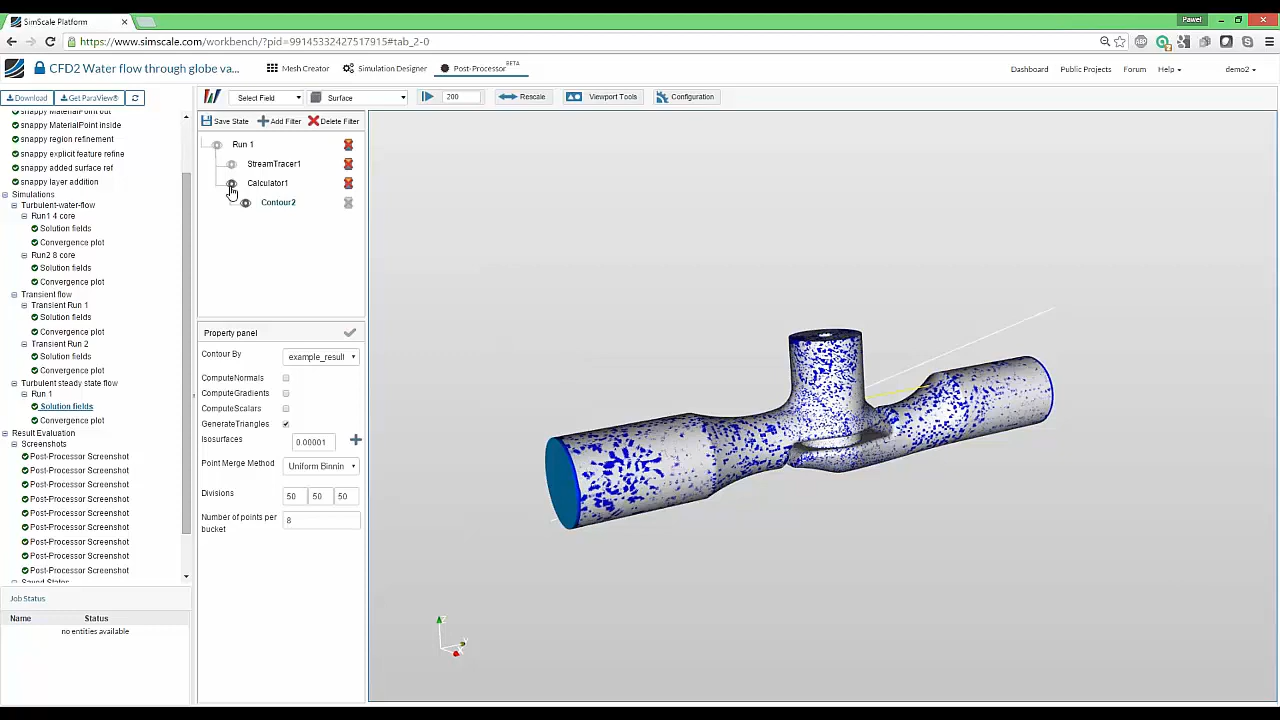 SimScale Platform
Pawel
https://www.simscale.com/workbench/?pid=99145332427517915#tab_2-0
CFD2 Water flow through globe va...
Mesh Creator
Simulation Designer
Post-Processor BETA
Dashboard
Public Projects
Forum
Help
demo2
Download
Get ParaView®
Select Field
Surface
200
Rescale
Viewport Tools
Configuration
snappy MaterialPoint out
snappy MaterialPoint inside
snappy region refinement
snappy explicit feature refine
snappy added surface ref
snappy layer addition
Simulations
Turbulent-water-flow
Run1 4 core
Solution fields
Convergence plot
Run2 8 core
Solution fields
Convergence plot
Transient flow
Transient Run 1
Solution fields
Convergence plot
Transient Run 2
Solution fields
Convergence plot
Turbulent steady state flow
Run 1
Solution fields
Convergence plot
Result Evaluation
Screenshots
Post-Processor Screenshot
Post-Processor Screenshot
Post-Processor Screenshot
Post-Processor Screenshot
Post-Processor Screenshot
Post-Processor Screenshot
Post-Processor Screenshot
Post-Processor Screenshot
Post-Processor Screenshot
Saved States
Job Status
Name Status
no entities available
Save State
Add Filter
Delete Filter
Run 1
StreamTracer1
Calculator1
Contour2
Property panel
Contour By example_result
ComputeNormals
ComputeGradients
ComputeScalars
GenerateTriangles
Isosurfaces 0.00001
Point Merge Method Uniform Binnin
Divisions 50 50 50
Number of points per
bucket
8